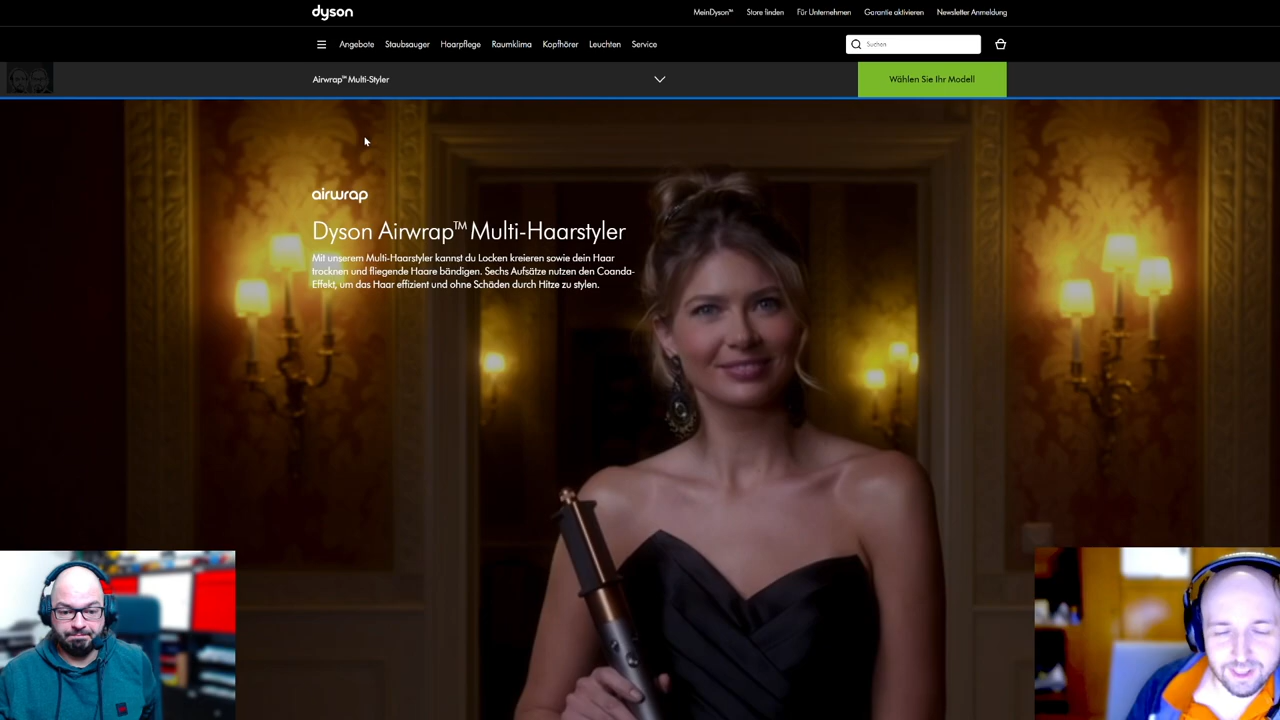 dyson
MeinDyson™ Store finden Für Unternehmen Garantie aktivieren Newsletter Anmeldung
Angebote Staubsauger Haarpflege Raumklima Kopfhörer Leuchten Service
Suchen
Airwrap™ Multi-Styler
Wählen Sie Ihr Modell
airwrap
Dyson Airwrap™ Multi-Haarstyler
Mit unserem Multi-Haarstyler kannst du Locken kreieren sowie dein Haar
trocknen und fliegende Haare bändigen. Sechs Aufsätze nutzen den Coanda-
Effekt, um das Haar effizient und ohne Schäden durch Hitze zu stylen.